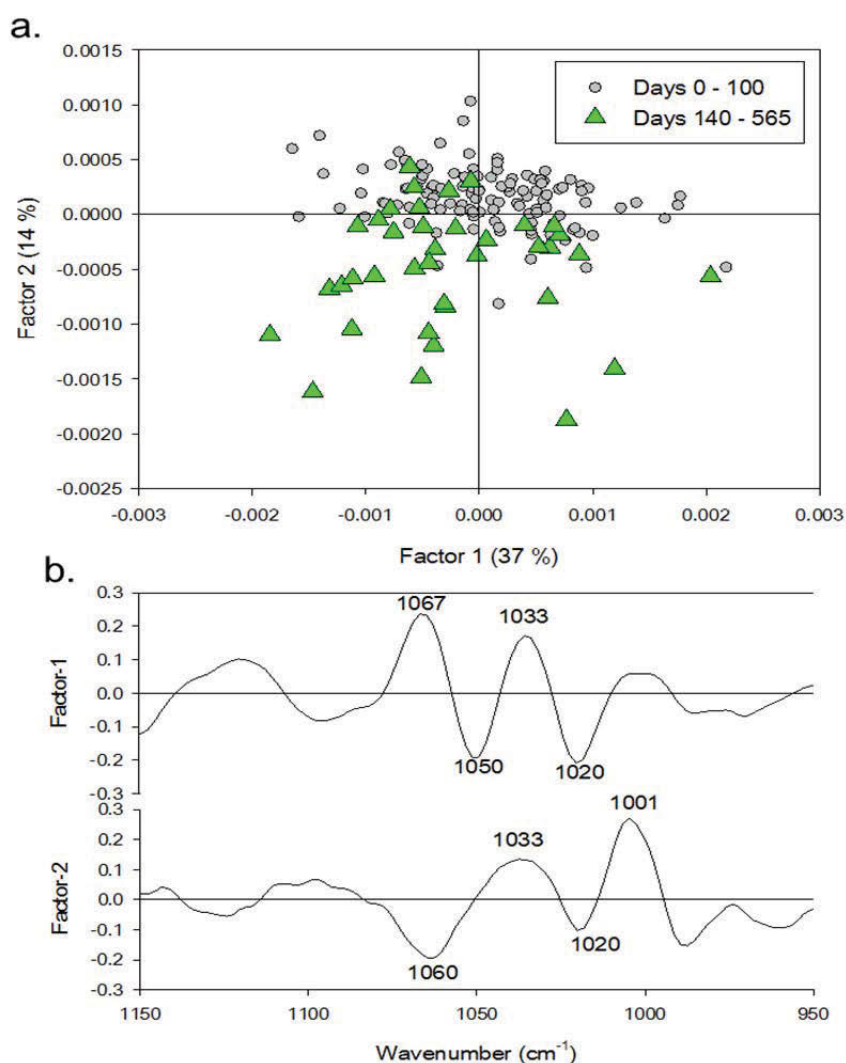 a.
0.0015
0.0010
0.0005
0.0000
-0.0005
-0.0010
-0.0015
-0.0020
-0.0025
Factor 2 (14 %)
Days 0 - 100
Days 140 - 565
-0.003 -0.002 -0.001 0.000 0.001 0.002 0.003
Factor 1 (37 %)
b.
0.3
0.2
0.1
0.0
-0.1
-0.2
-0.3
Factor-1
1067
1033
1050
1020
0.3
0.2
0.1
0.0
-0.1
-0.2
-0.3
Factor-2
1001
1033
1020
1060
1150 1100 1050 1000 950
Wavenumber (cm⁻¹)